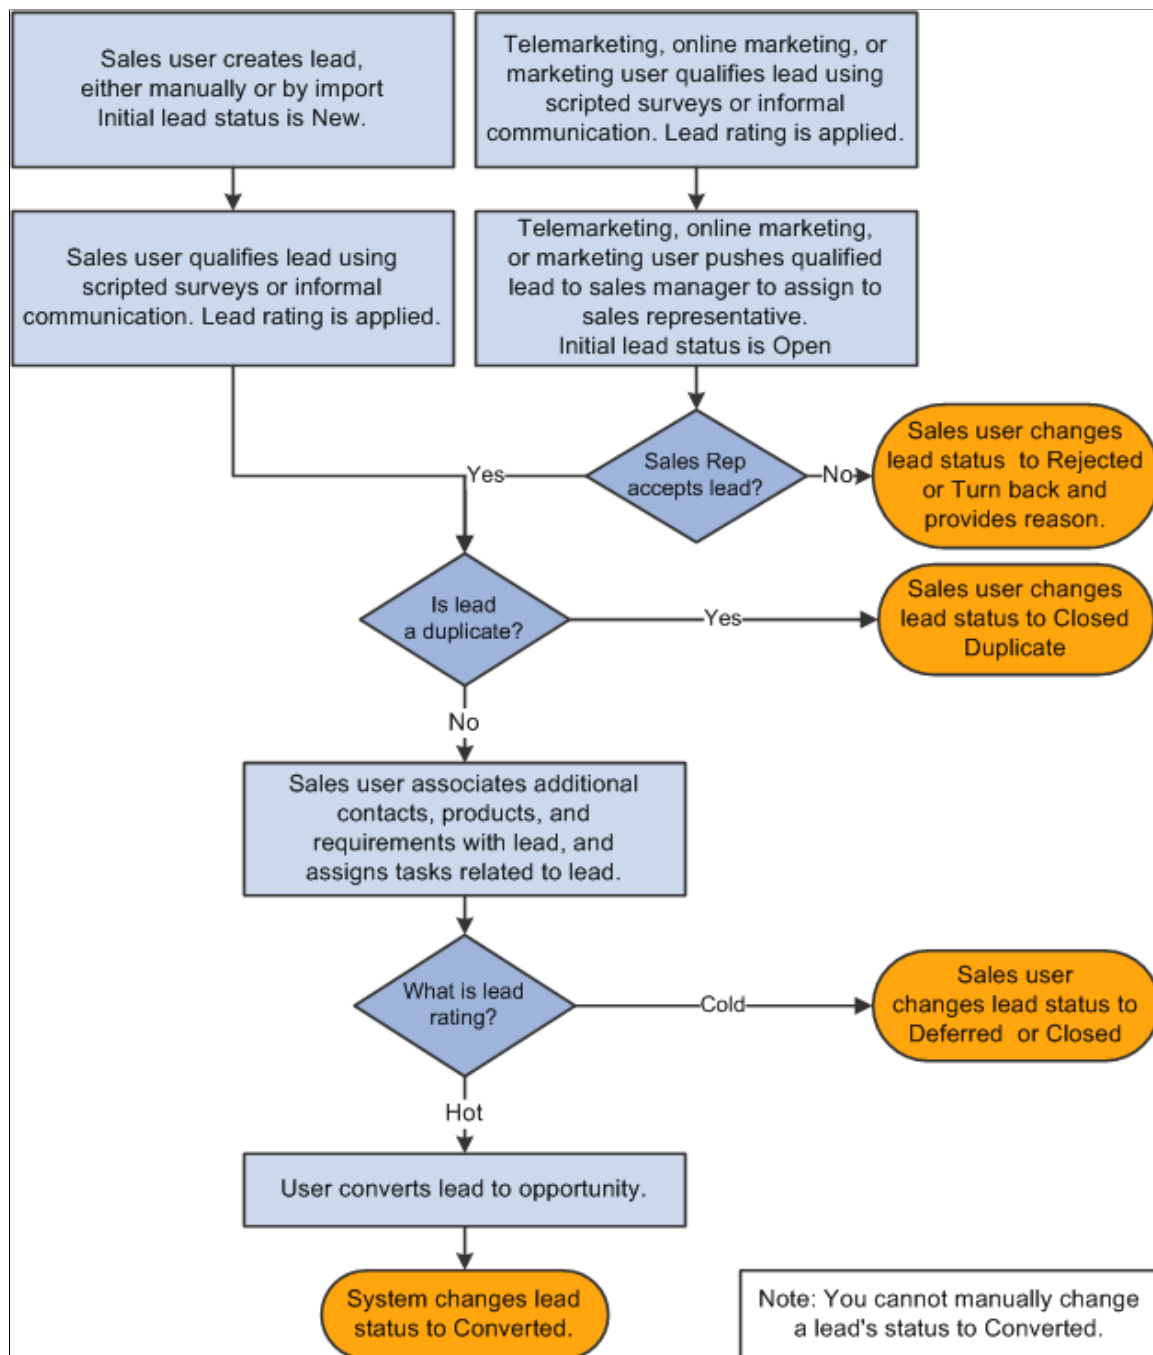 Sales user creates lead,
either manually or by import
Initial lead status is New.
Telemarketing, online marketing, or
marketing user qualifies lead using
scripted surveys or informal
communication. Lead rating is applied.
Sales user qualifies lead using
scripted surveys or informal
communication. Lead rating is applied.
Telemarketing, online marketing,
or marketing user pushes qualified
lead to sales manager to assign to
sales representative.
Initial lead status is Open
Sales Rep
accepts lead?
Yes
No
Sales user changes
lead status to Rejected
or Turn back and
provides reason.
Is lead
a duplicate?
Yes
Sales user changes
lead status to Closed
Duplicate
No
Sales user associates additional
contacts, products, and
requirements with lead, and
assigns tasks related to lead.
What is lead
rating?
Cold
Sales user
changes lead status to
Deferred or Closed
Hot
User converts lead to opportunity.
System changes lead
status to Converted.
Note: You cannot manually change
a lead's status to Converted.